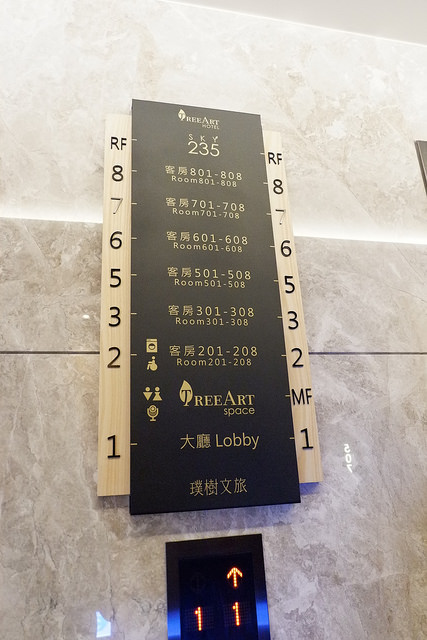 TREEART
HOTEL
RF SKY RF
235
8 客房801-808 8
Room801-808
7 客房701-708 7
Room701-708
6 客房601-608 6
Room601-608
5 客房501-508 5
Room501-508
3 客房301-308 3
Room301-308
2 客房201-208 2
Room201-208
TREEART MF
space
1 大廳 Lobby 1
璞樹文旅
1 1